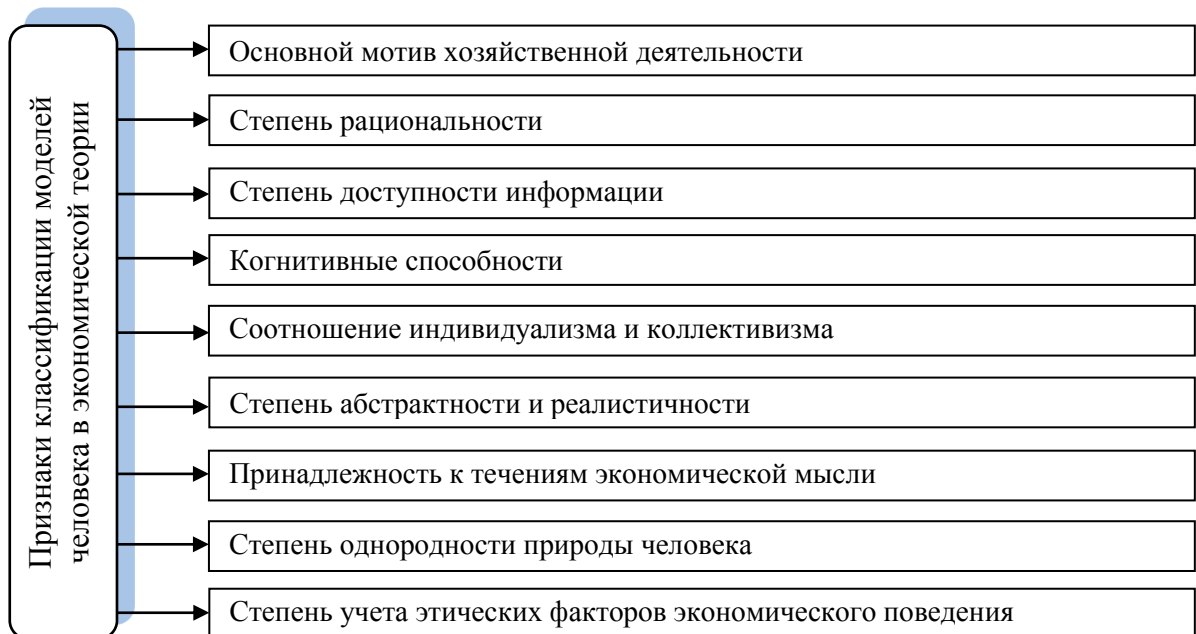 Признаки классификации моделей
человека в экономической теории
Основной мотив хозяйственной деятельности
Степень рациональности
Степень доступности информации
Когнитивные способности
Соотношение индивидуализма и коллективизма
Степень абстрактности и реалистичности
Принадлежность к течениям экономической мысли
Степень однородности природы человека
Степень учета этических факторов экономического поведения